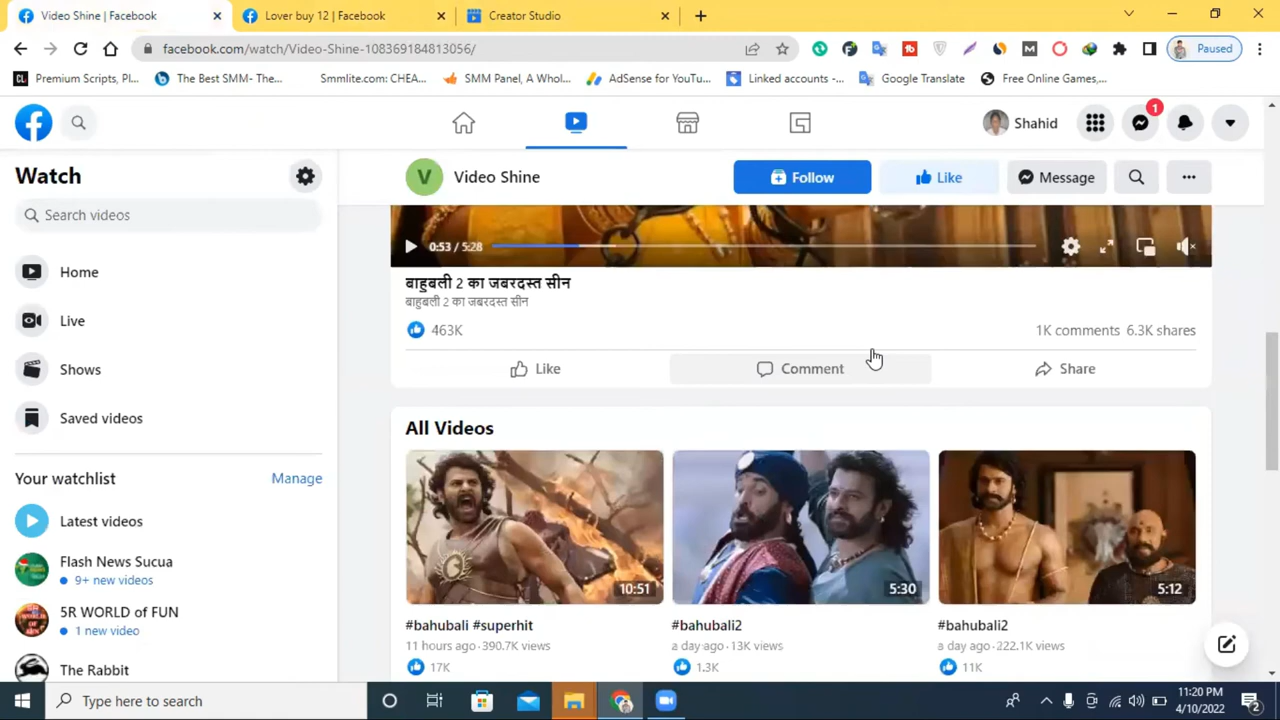 Video Shine | Facebook
Lover buy 12 | Facebook
Creator Studio
facebook.com/watch/Video-Shine-108369184813056/
Paused
CL Premium Scripts, Pl...
The Best SMM- The...
Smmlite.com: CHEA...
SMM Panel, A Whol...
AdSense for YouTu...
Linked accounts -...
Google Translate
Free Online Games,...
Shahid
1
Watch
V Video Shine
Follow
Like
Message
Search videos
0:53 / 5:28
Home
बाहुबली 2 का जबरदस्त सीन
बाहुबली 2 का जबरदस्त सीन
Live
463K
1K comments 6.3K shares
Shows
Like
Comment
Share
Saved videos
All Videos
Your watchlist
Manage
Latest videos
Flash News Sucua
9+ new videos
10:51
5:30
5:12
5R WORLD of FUN
1 new video
#bahubali #superhit
#bahubali2
#bahubali2
11 hours ago · 390.7K views
a day ago · 13K views
a day ago · 222.1K views
The Rabbit
17K
1.3K
11K
Type here to search
11:20 PM
4/10/2022
2